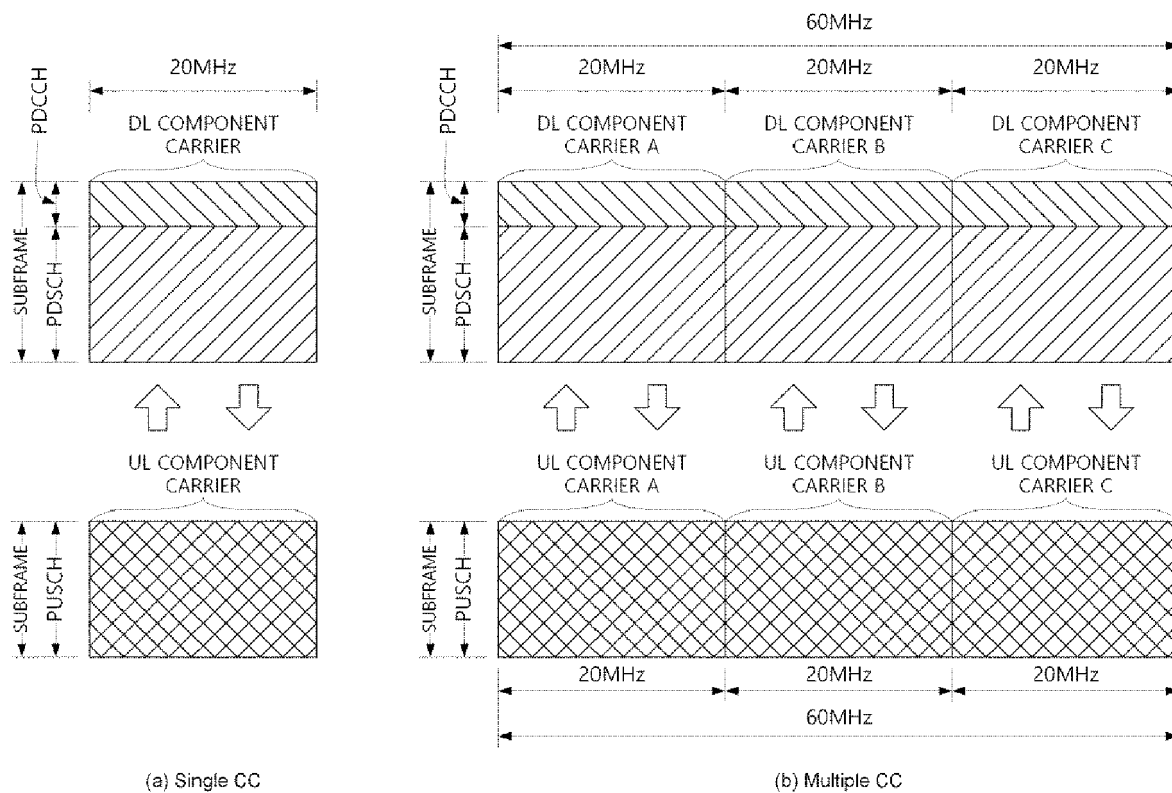 60MHz
20MHz
20MHz
20MHz
20MHz
PDCCH
DL COMPONENT
CARRIER
PDCCH
DL COMPONENT
CARRIER A
DL COMPONENT
CARRIER B
DL COMPONENT
CARRIER C
SUBFRAME
PDSCH
SUBFRAME
PDSCH
UL COMPONENT
CARRIER
UL COMPONENT
CARRIER A
UL COMPONENT
CARRIER B
UL COMPONENT
CARRIER C
SUBFRAME
PUSCH
SUBFRAME
PUSCH
20MHz
20MHz
20MHz
60MHz
(a) Single CC
(b) Multiple CC